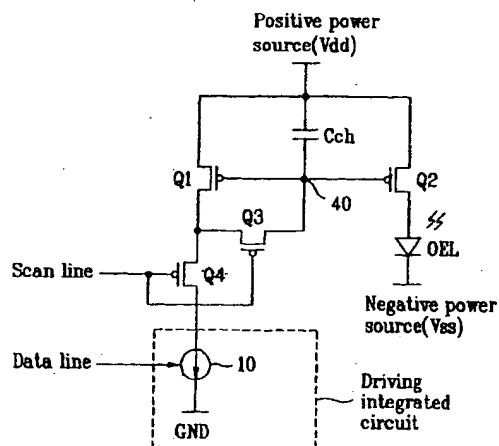 Positive power
source(Vdd)
Cch
Q1
Q2
40
Q3
OEL
Scan line
Q4
Negative power
source(Vss)
Data line
10
Driving
integrated
circuit
GND